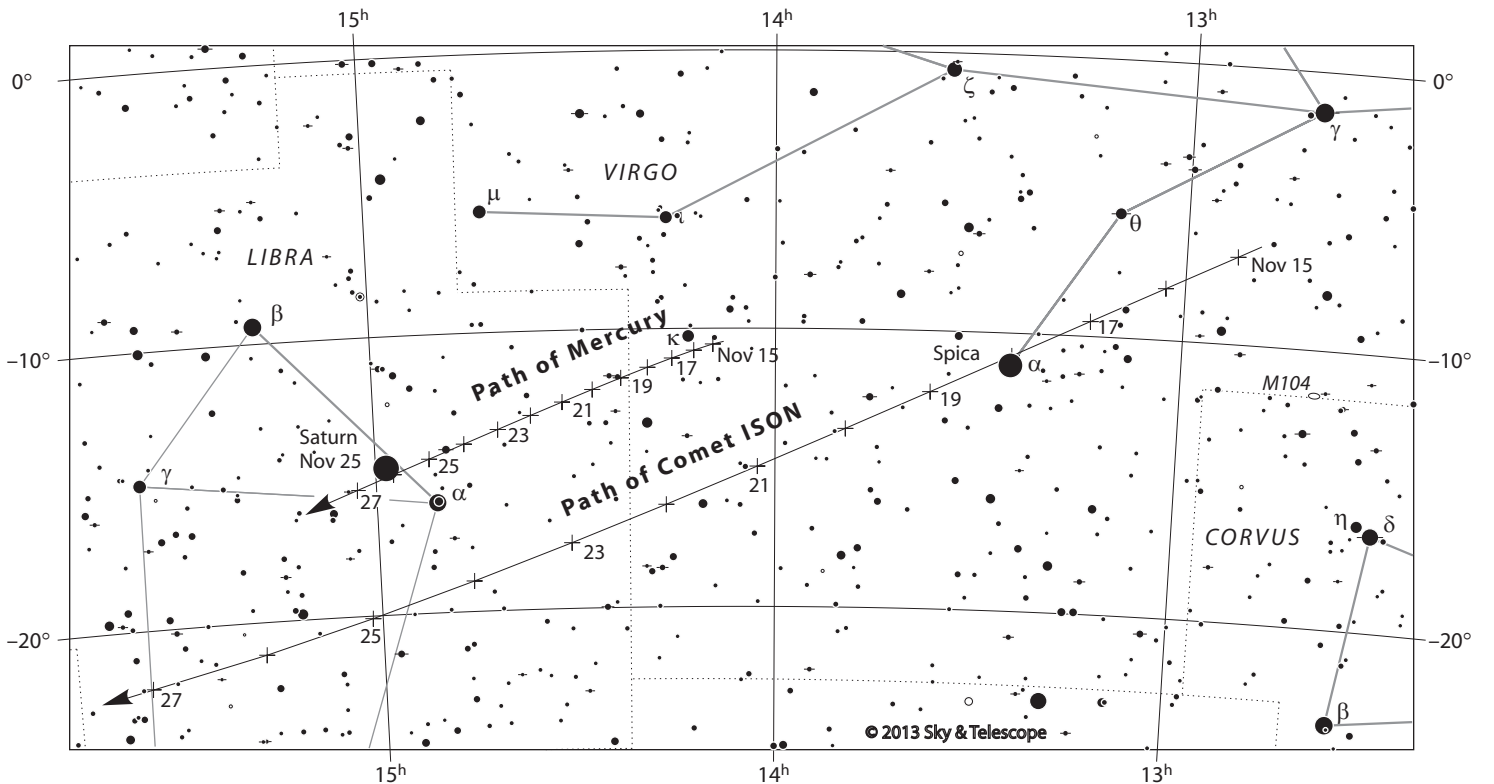 15h 14h 13h
0° 0°
ζ
γ
VIRGO
μ
ι
θ
LIBRA
Nov 15
β
17
Path of Mercury
κ
Nov 15
17
19
21
23
25
27
–10° –10°
Spica α
19
M104
Path of Comet ISON
Saturn
Nov 25
γ
α
21
23
25
27
CORVUS
η δ
–20° –20°
β
© 2013 Sky & Telescope
15h 14h 13h